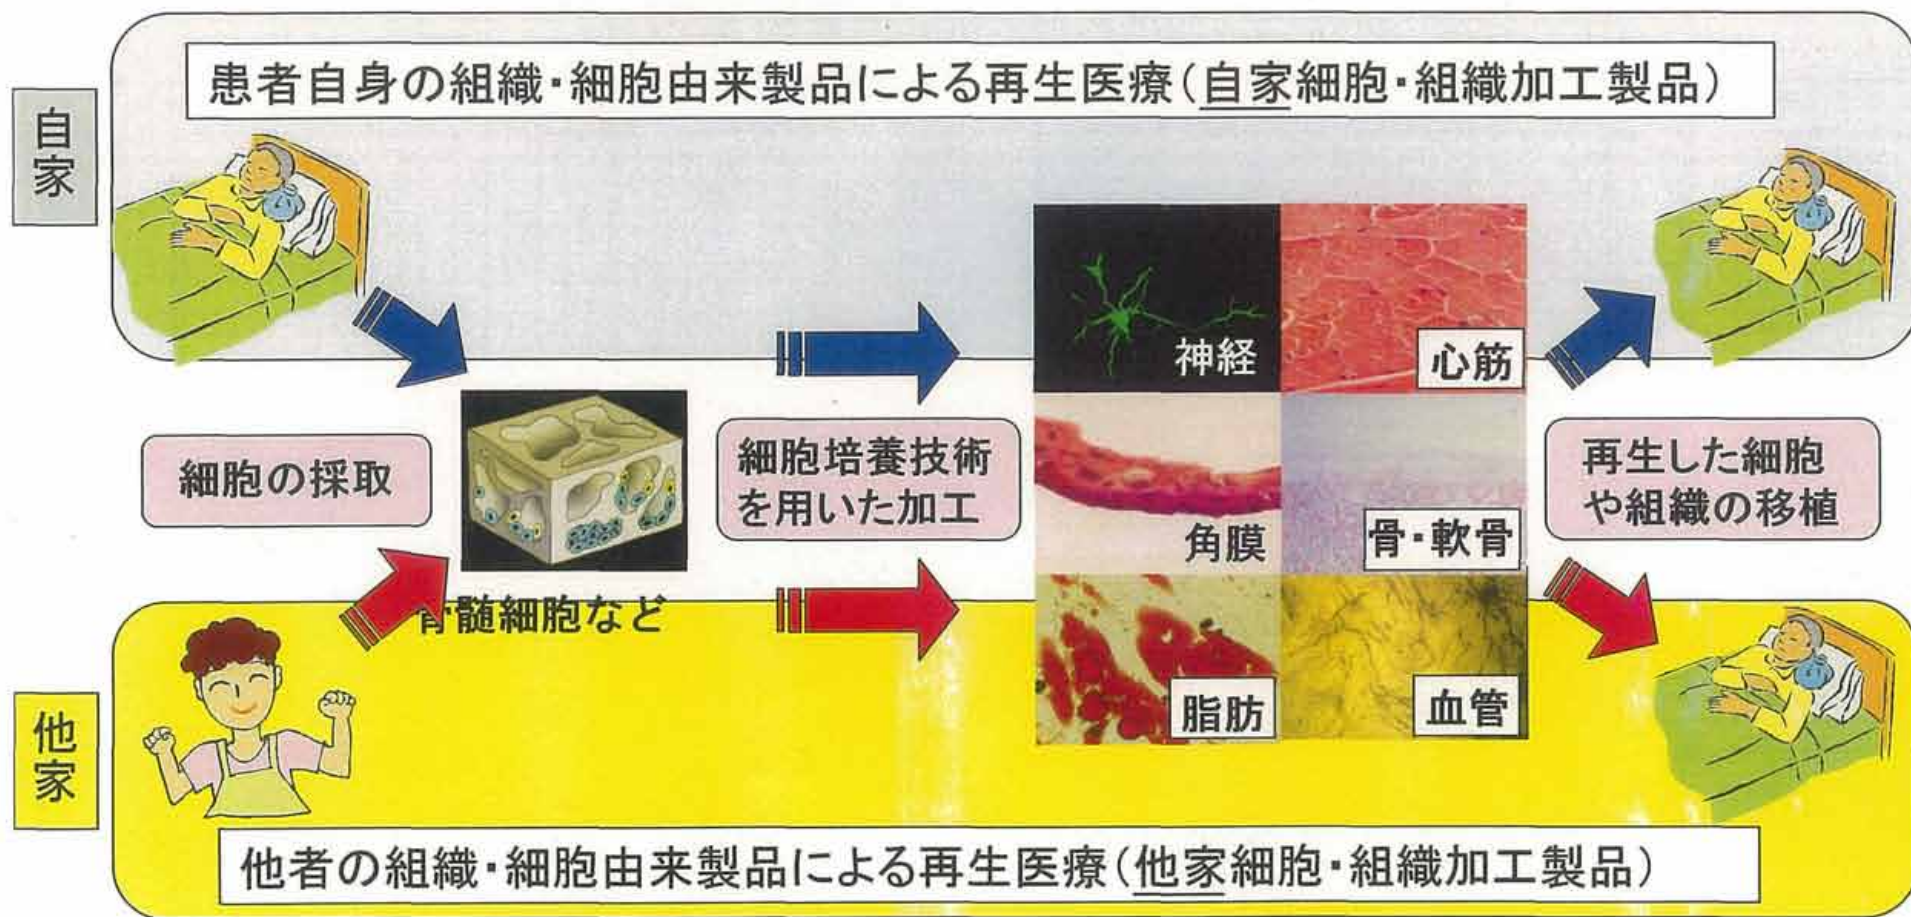 患者自身の組織・細胞由来製品による再生医療(自家細胞・組織加工製品)
自家
神経
心筋
細胞の採取
細胞培養技術
を用いた加工
角膜
骨・軟骨
再生した細胞
や組織の移植
骨髄細胞など
脂肪
血管
他家
他者の組織・細胞由来製品による再生医療(他家細胞・組織加工製品)